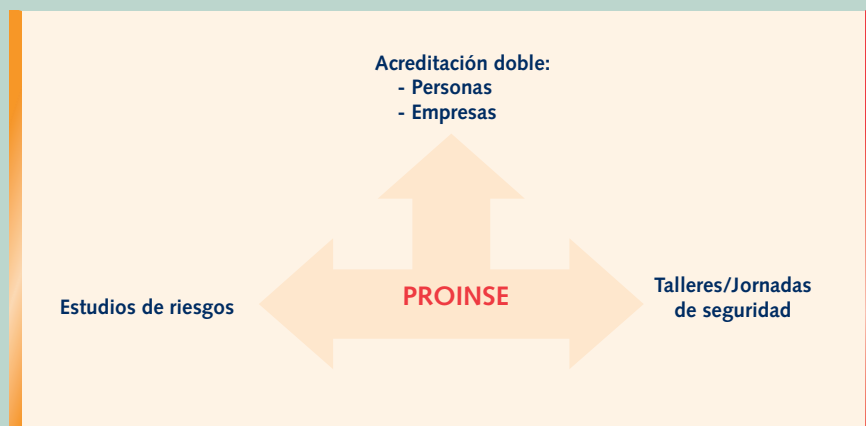 Acreditación doble:
- Personas
- Empresas
Estudios de riesgos
PROINSE
Talleres/Jornadas
de seguridad